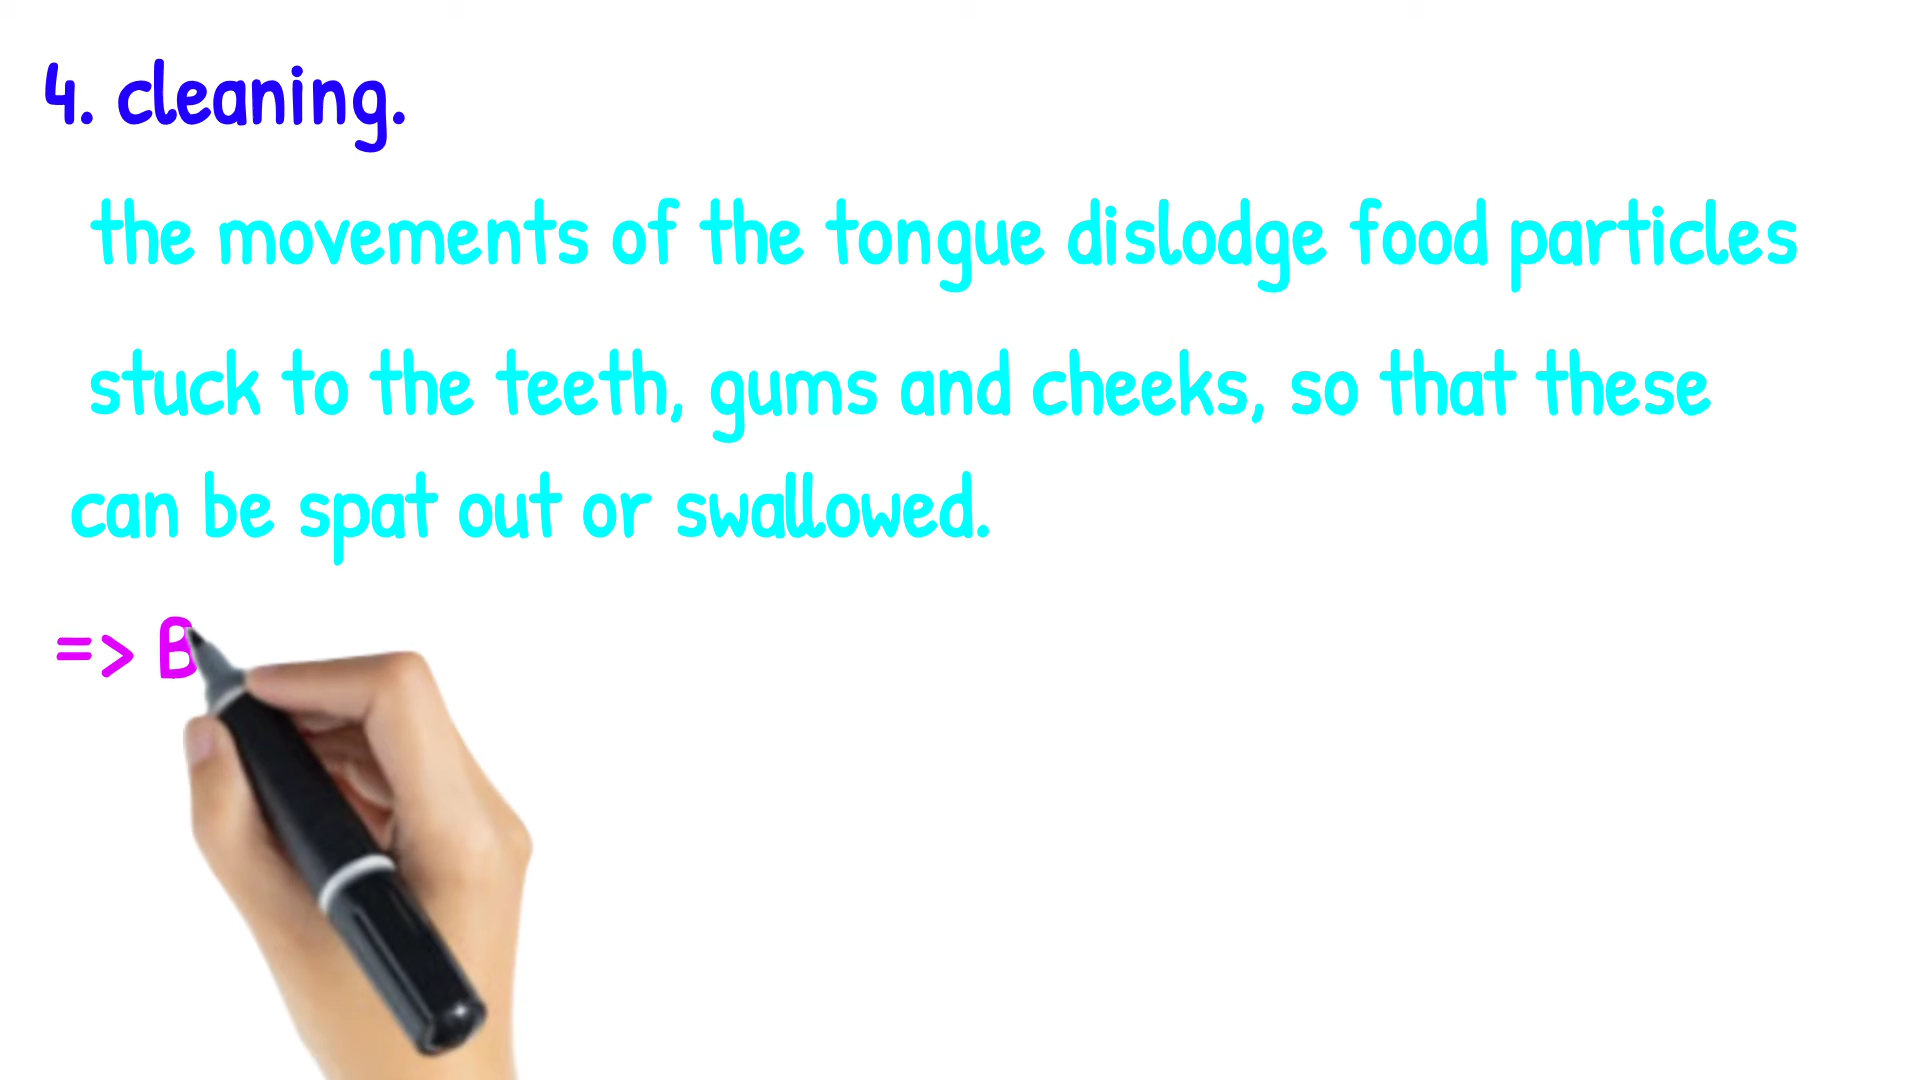 4. cleaning.
the movements of the tongue dislodge food particles
stuck to the teeth, gums and cheeks, so that these
can be spat out or swallowed.
=> B